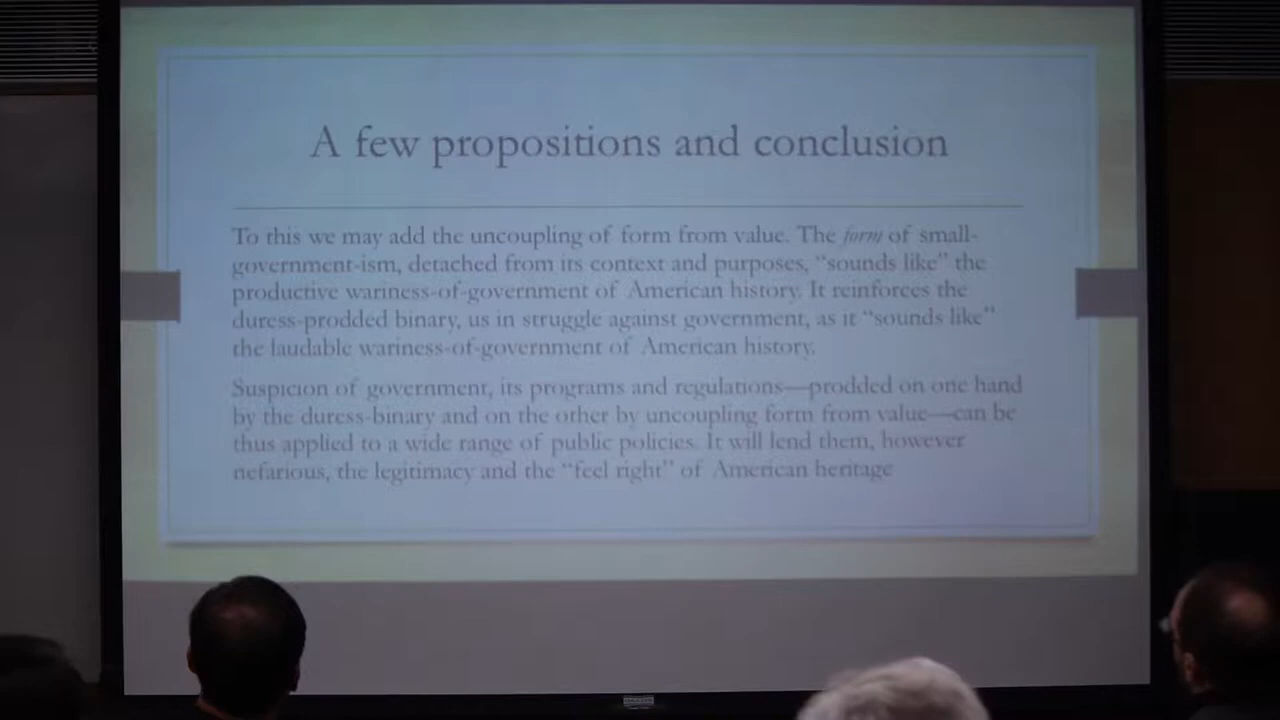 A few propositions and conclusion
To this we may add the uncoupling of form from value. The form of small-
government-ism, detached from its context and purposes, “sounds like” the
productive wariness-of-government of American history. It reinforces the
duress-prodded binary, us in struggle against government, as it “sounds like”
the laudable wariness-of-government of American history.
Suspicion of government, its programs and regulations—prodded on one hand
by the duress-binary and on the other by uncoupling form from value—can be
thus applied to a wide range of public policies. It will lend them, however
nefarious, the legitimacy and the “feel right” of American heritage